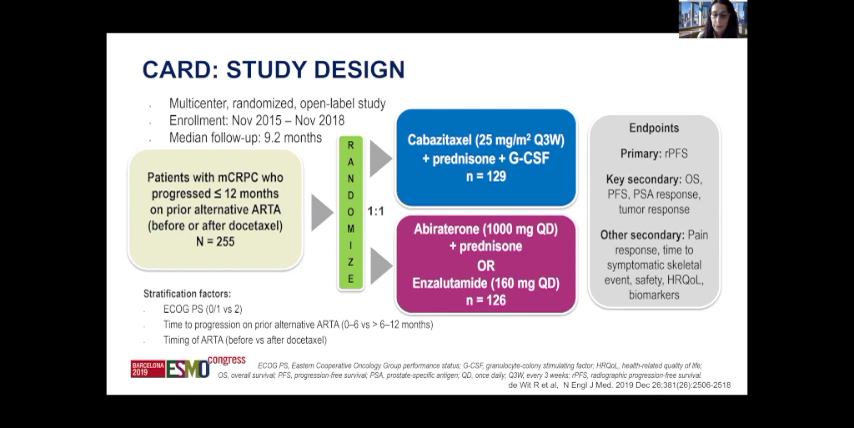 CARD: STUDY DESIGN
· Multicenter, randomized, open-label study
· Enrollment: Nov 2015 – Nov 2018
· Median follow-up: 9.2 months
Patients with mCRPC who
progressed ≤ 12 months
on prior alternative ARTA
(before or after docetaxel)
N = 255
R
A
N
D
O
M
I
Z
E
1:1
Cabazitaxel (25 mg/m² Q3W)
+ prednisone + G-CSF
n = 129
Abiraterone (1000 mg QD)
+ prednisone
OR
Enzalutamide (160 mg QD)
n = 126
Endpoints
Primary: rPFS
Key secondary: OS,
PFS, PSA response,
tumor response
Other secondary: Pain
response, time to
symptomatic skeletal
event, safety, HRQoL,
biomarkers
Stratification factors:
· ECOG PS (0/1 vs 2)
· Time to progression on prior alternative ARTA (0–6 vs > 6–12 months)
· Timing of ARTA (before vs after docetaxel)
BARCELONA
2019
ESMO congress
ECOG PS, Eastern Cooperative Oncology Group performance status; G-CSF, granulocyte-colony stimulating factor; HRQoL, health-related quality of life;
OS, overall survival; PFS, progression-free survival; PSA, prostate-specific antigen; QD, once daily; Q3W, every 3 weeks; rPFS, radiographic progression-free survival.
de Wit R et al, N Engl J Med. 2019 Dec 26;381(26):2506-2518